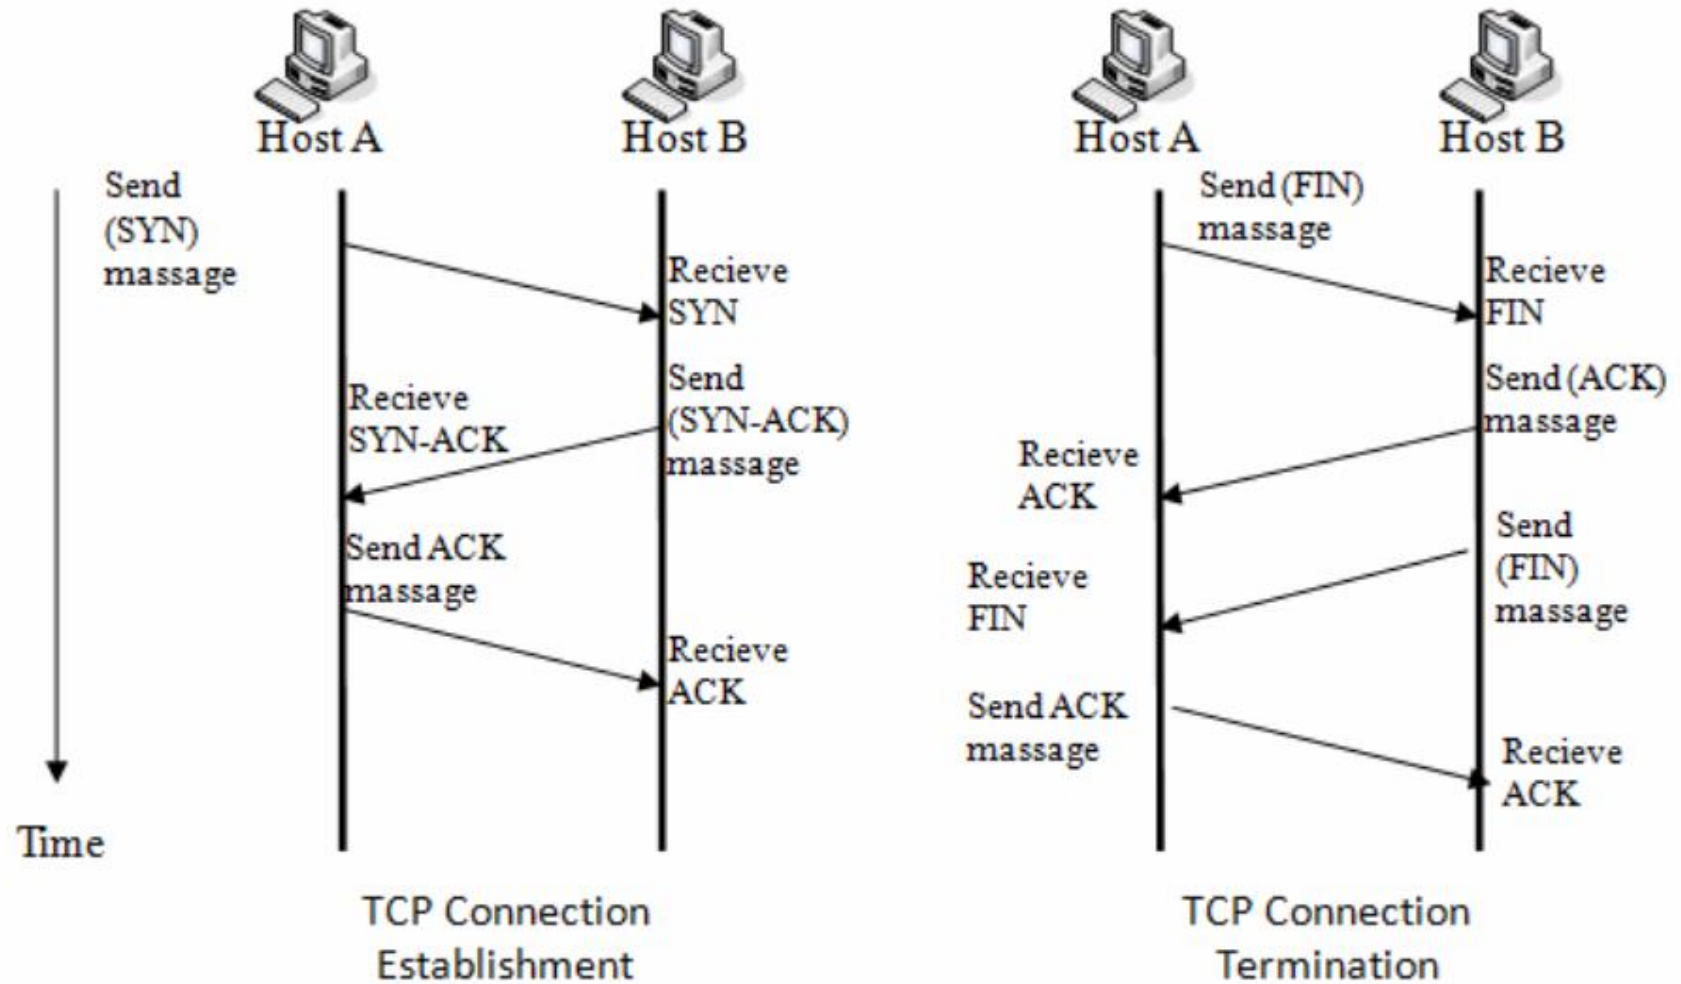 Host A
Host B
Send
(SYN)
massage
Recieve
SYN
Send
(SYN-ACK)
massage
Recieve
SYN-ACK
Send ACK
massage
Recieve
ACK
Time
TCP Connection
Establishment
Host A
Host B
Send (FIN)
massage
Recieve
FIN
Send (ACK)
massage
Recieve
ACK
Send
(FIN)
massage
Recieve
FIN
Send ACK
massage
Recieve
ACK
TCP Connection
Termination